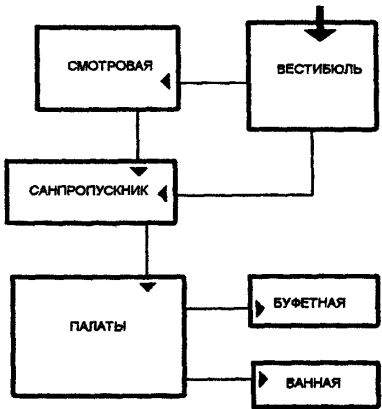 СМОТРОВАЯ
ВЕСТИБЮЛЬ
САНПРОПУСКНИК
ПАЛАТЫ
БУФЕТНАЯ
ВАННАЯ